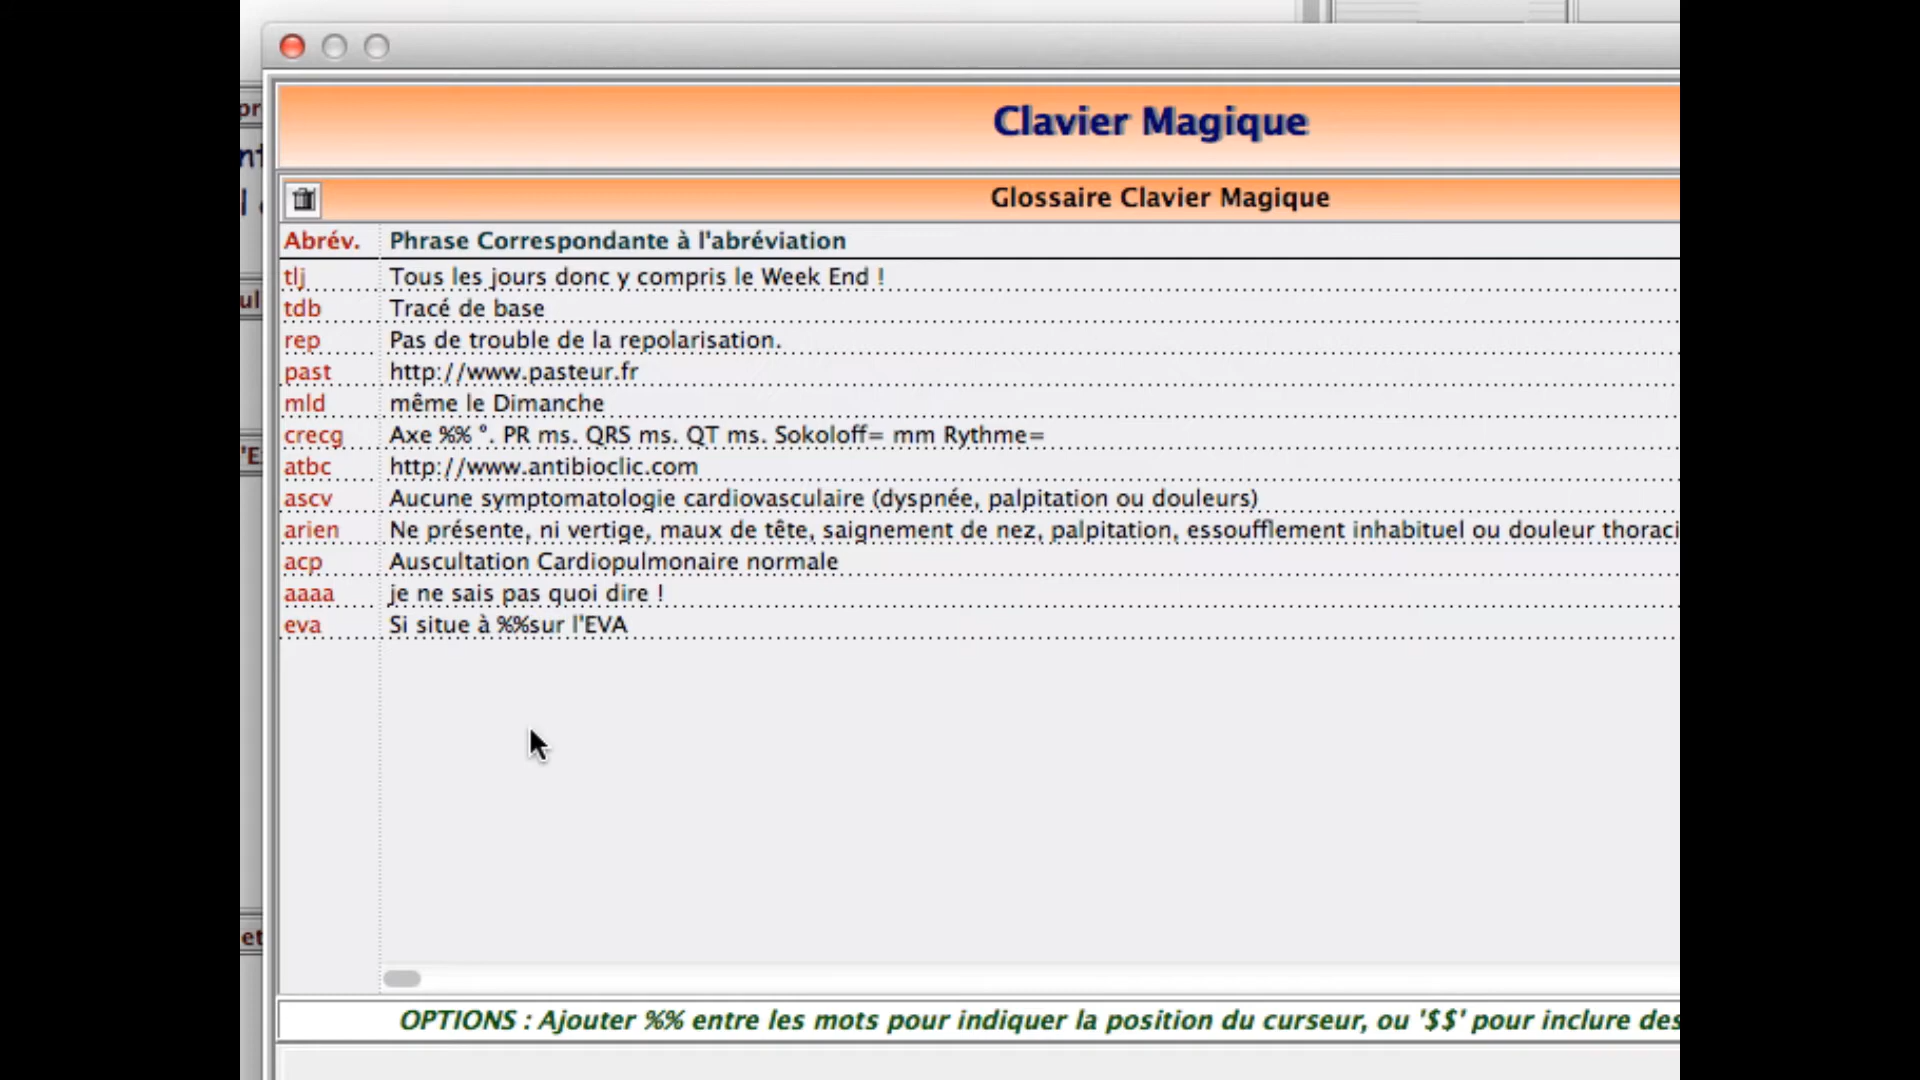 Clavier Magique
Glossaire Clavier Magique
Abrév. Phrase Correspondante à l'abréviation
tlj Tous les jours donc y compris le Week End !
tdb Tracé de base
rep Pas de trouble de la repolarisation.
past http://www.pasteur.fr
mld même le Dimanche
crecg Axe %% °. PR ms. QRS ms. QT ms. Sokoloff= mm Rythme=
atbc http://www.antibioclic.com
ascv Aucune symptomatologie cardiovasculaire (dyspnée, palpitation ou douleurs)
arien Ne présente, ni vertige, maux de tête, saignement de nez, palpitation, essoufflement inhabituel ou douleur thoraci
acp Auscultation Cardiopulmonaire normale
aaaa je ne sais pas quoi dire !
eva Si situe à %%sur l'EVA
OPTIONS : Ajouter %% entre les mots pour indiquer la position du curseur, ou '$$' pour inclure des